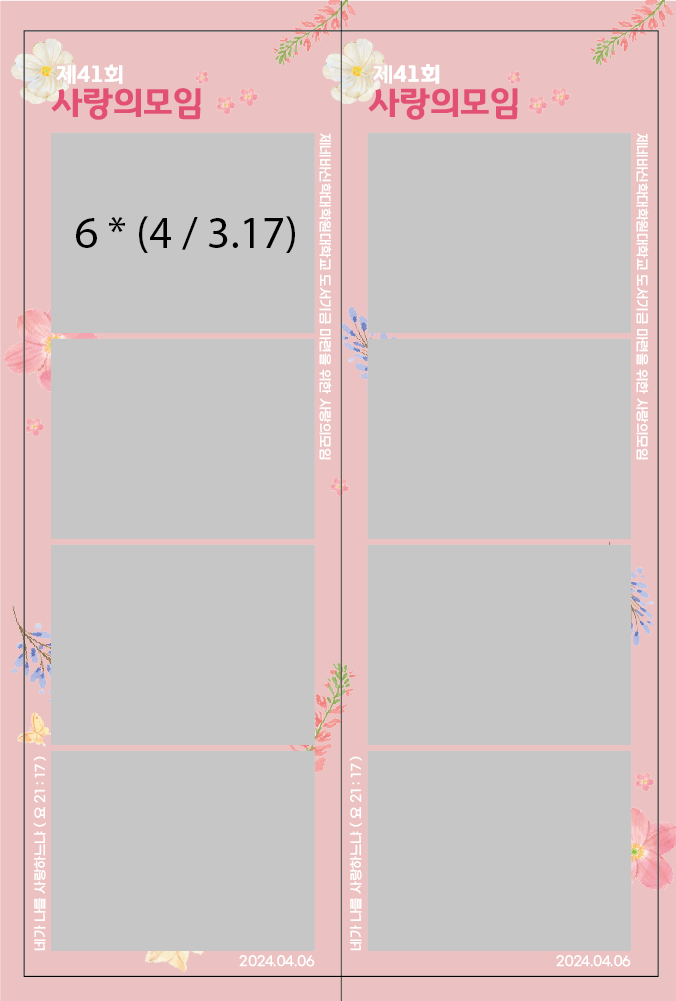 제41회
사랑의모임
6 * (4 / 3.17)
제네바신학대학원대학교 도서기금 마련을 위한 사랑의모임
네가 나를 사랑하느냐 ( 요 21 : 17 )
2024.04.06
제41회
사랑의모임
제네바신학대학원대학교 도서기금 마련을 위한 사랑의모임
네가 나를 사랑하느냐 ( 요 21 : 17 )
2024.04.06